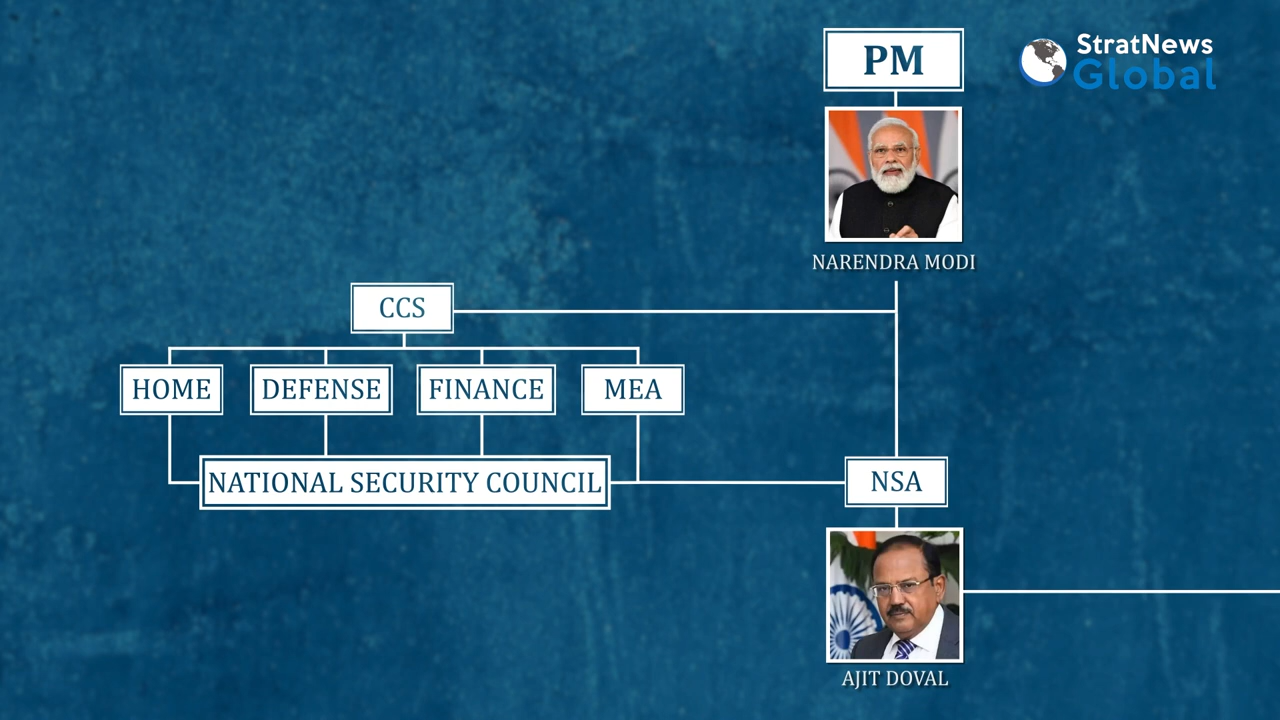 PM
StratNews
Global
NARENDRA MODI
CCS
HOME
DEFENSE
FINANCE
MEA
NATIONAL SECURITY COUNCIL
NSA
AJIT DOVAL